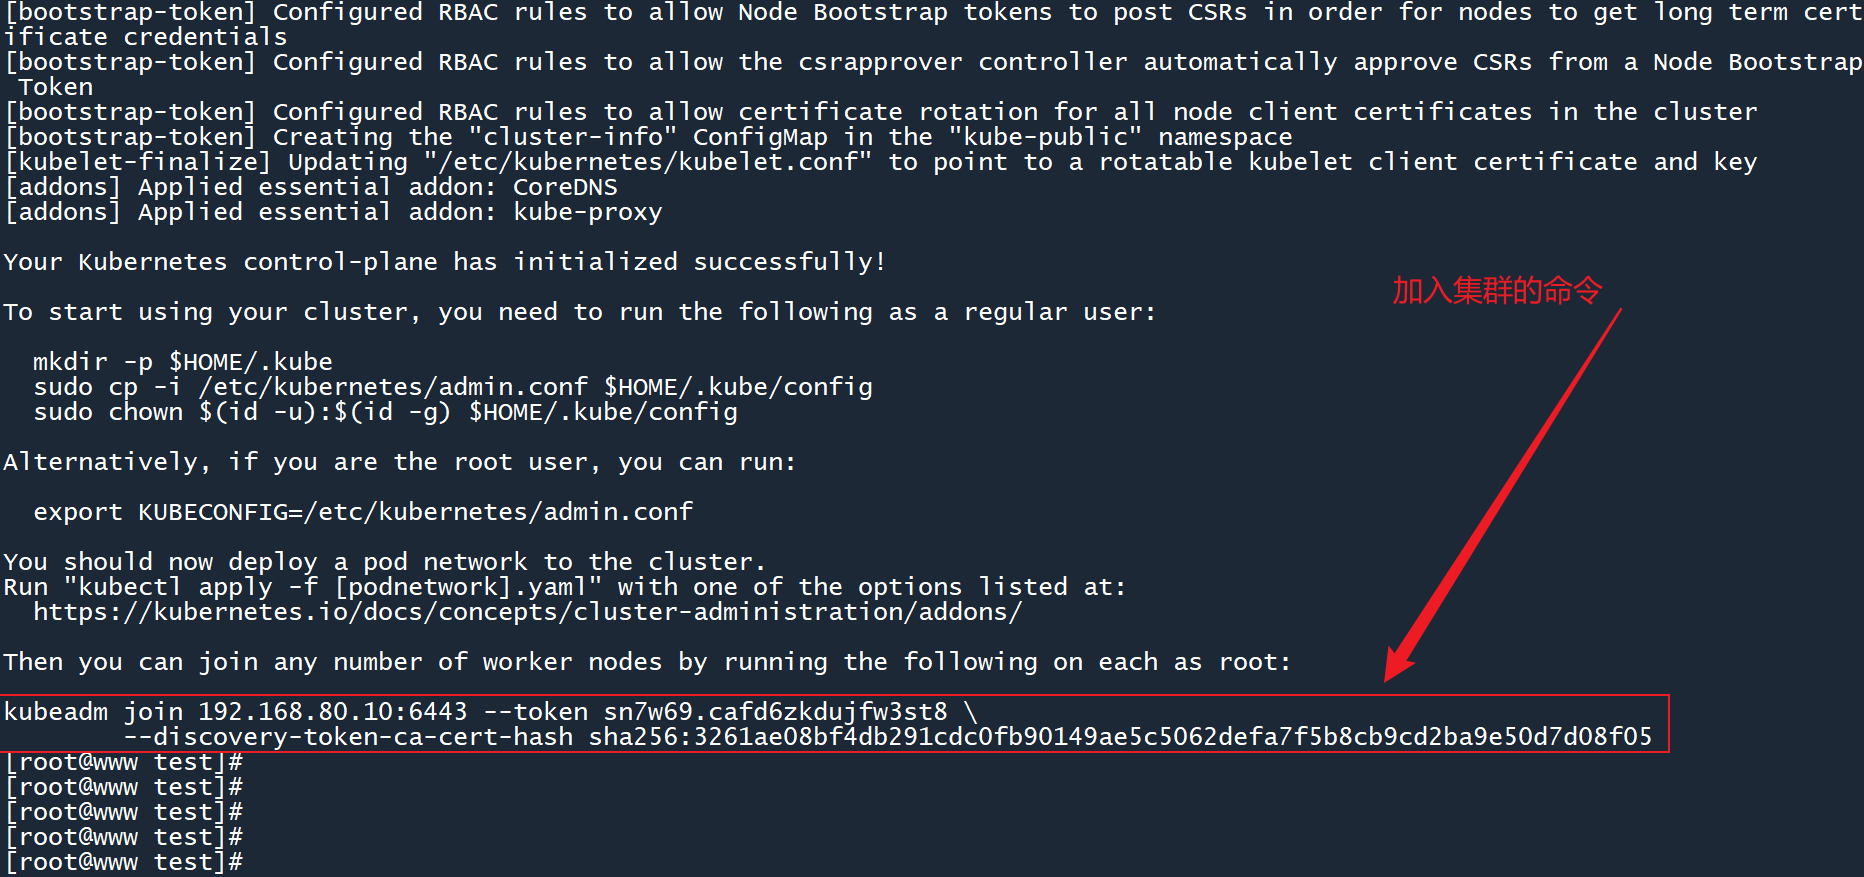 [bootstrap-token] Configured RBAC rules to allow Node Bootstrap tokens to post CSRs in order for nodes to get long term cert
ificate credentials
[bootstrap-token] Configured RBAC rules to allow the csrapprover controller automatically approve CSRs from a Node Bootstrap
 Token
[bootstrap-token] Configured RBAC rules to allow certificate rotation for all node client certificates in the cluster
[bootstrap-token] Creating the "cluster-info" ConfigMap in the "kube-public" namespace
[kubelet-finalize] Updating "/etc/kubernetes/kubelet.conf" to point to a rotatable kubelet client certificate and key
[addons] Applied essential addon: CoreDNS
[addons] Applied essential addon: kube-proxy

Your Kubernetes control-plane has initialized successfully!
加入集群的命令

To start using your cluster, you need to run the following as a regular user:

  mkdir -p $HOME/.kube
  sudo cp -i /etc/kubernetes/admin.conf $HOME/.kube/config
  sudo chown $(id -u):$(id -g) $HOME/.kube/config

Alternatively, if you are the root user, you can run:

  export KUBECONFIG=/etc/kubernetes/admin.conf

You should now deploy a pod network to the cluster.
Run "kubectl apply -f [podnetwork].yaml" with one of the options listed at:
  https://kubernetes.io/docs/concepts/cluster-administration/addons/

Then you can join any number of worker nodes by running the following on each as root:

kubeadm join 192.168.80.10:6443 --token sn7w69.cafd6zkdujfw3st8 \
        --discovery-token-ca-cert-hash sha256:3261ae08bf4db291cdc0fb90149ae5c5062defa7f5b8cb9cd2ba9e50d7d08f05
[root@www test]#
[root@www test]#
[root@www test]#
[root@www test]#
[root@www test]#